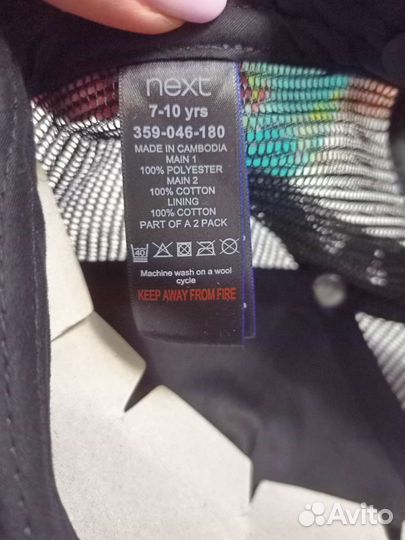 next
7-10 yrs
359-046-180
MADE IN CAMBODIA
MAIN 1
100% POLYESTER
MAIN 2
100% COTTON
LINING
100% COTTON
PART OF A 2 PACK
40
Machine wash on a wool
cycle
KEEP AWAY FROM FIRE
Avito